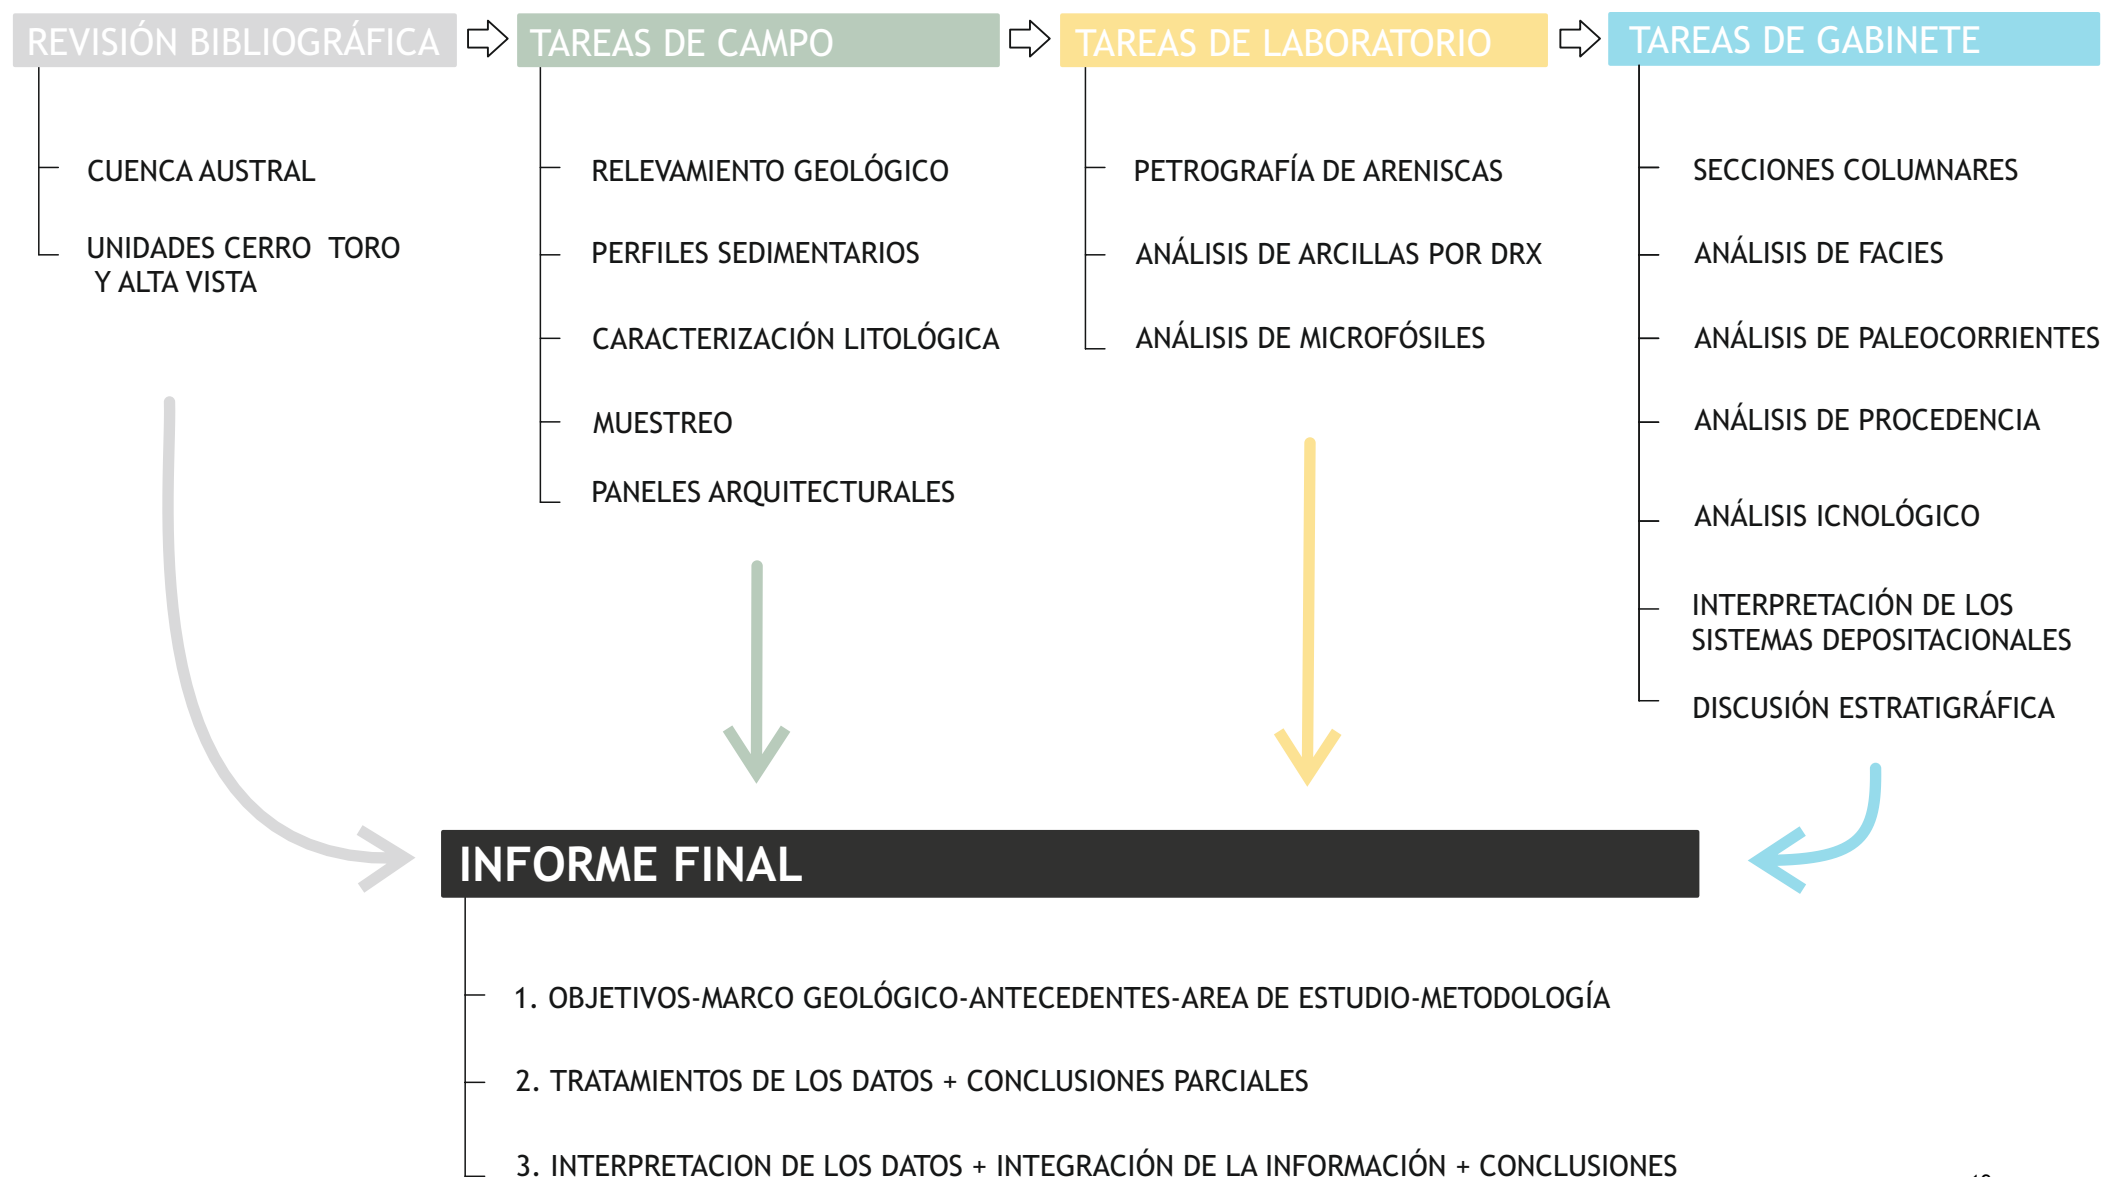 REVISIÓN BIBLIOGRÁFICA
CUENCA AUSTRAL
UNIDADES CERRO TORO
Y ALTA VISTA
TAREAS DE CAMPO
RELEVAMIENTO GEOLÓGICO
PERFILES SEDIMENTARIOS
CARACTERIZACIÓN LITOLÓGICA
MUESTREO
PANELES ARQUITECTURALES
TAREAS DE LABORATORIO
PETROGRAFÍA DE ARENISCAS
ANÁLISIS DE ARCILLAS POR DRX
ANÁLISIS DE MICROFÓSILES
TAREAS DE GABINETE
SECCIONES COLUMNARES
ANÁLISIS DE FACIES
ANÁLISIS DE PALEOCORRIENTES
ANÁLISIS DE PROCEDENCIA
ANÁLISIS ICNOLÓGICO
INTERPRETACIÓN DE LOS
SISTEMAS DEPOSITACIONALES
DISCUSIÓN ESTRATIGRÁFICA
INFORME FINAL
1. OBJETIVOS-MARCO GEOLÓGICO-ANTECEDENTES-AREA DE ESTUDIO-METODOLOGÍA
2. TRATAMIENTOS DE LOS DATOS + CONCLUSIONES PARCIALES
3. INTERPRETACION DE LOS DATOS + INTEGRACIÓN DE LA INFORMACIÓN + CONCLUSIONES